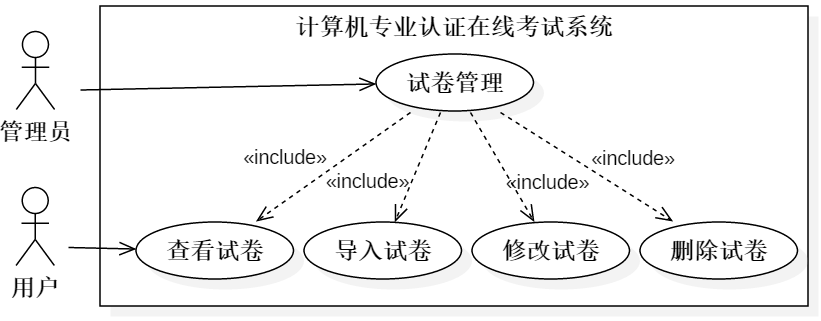 计算机专业认证在线考试系统
试卷管理
管理员
«include»
«include»
«include»
«include»
查看试卷
导入试卷
修改试卷
删除试卷
用户